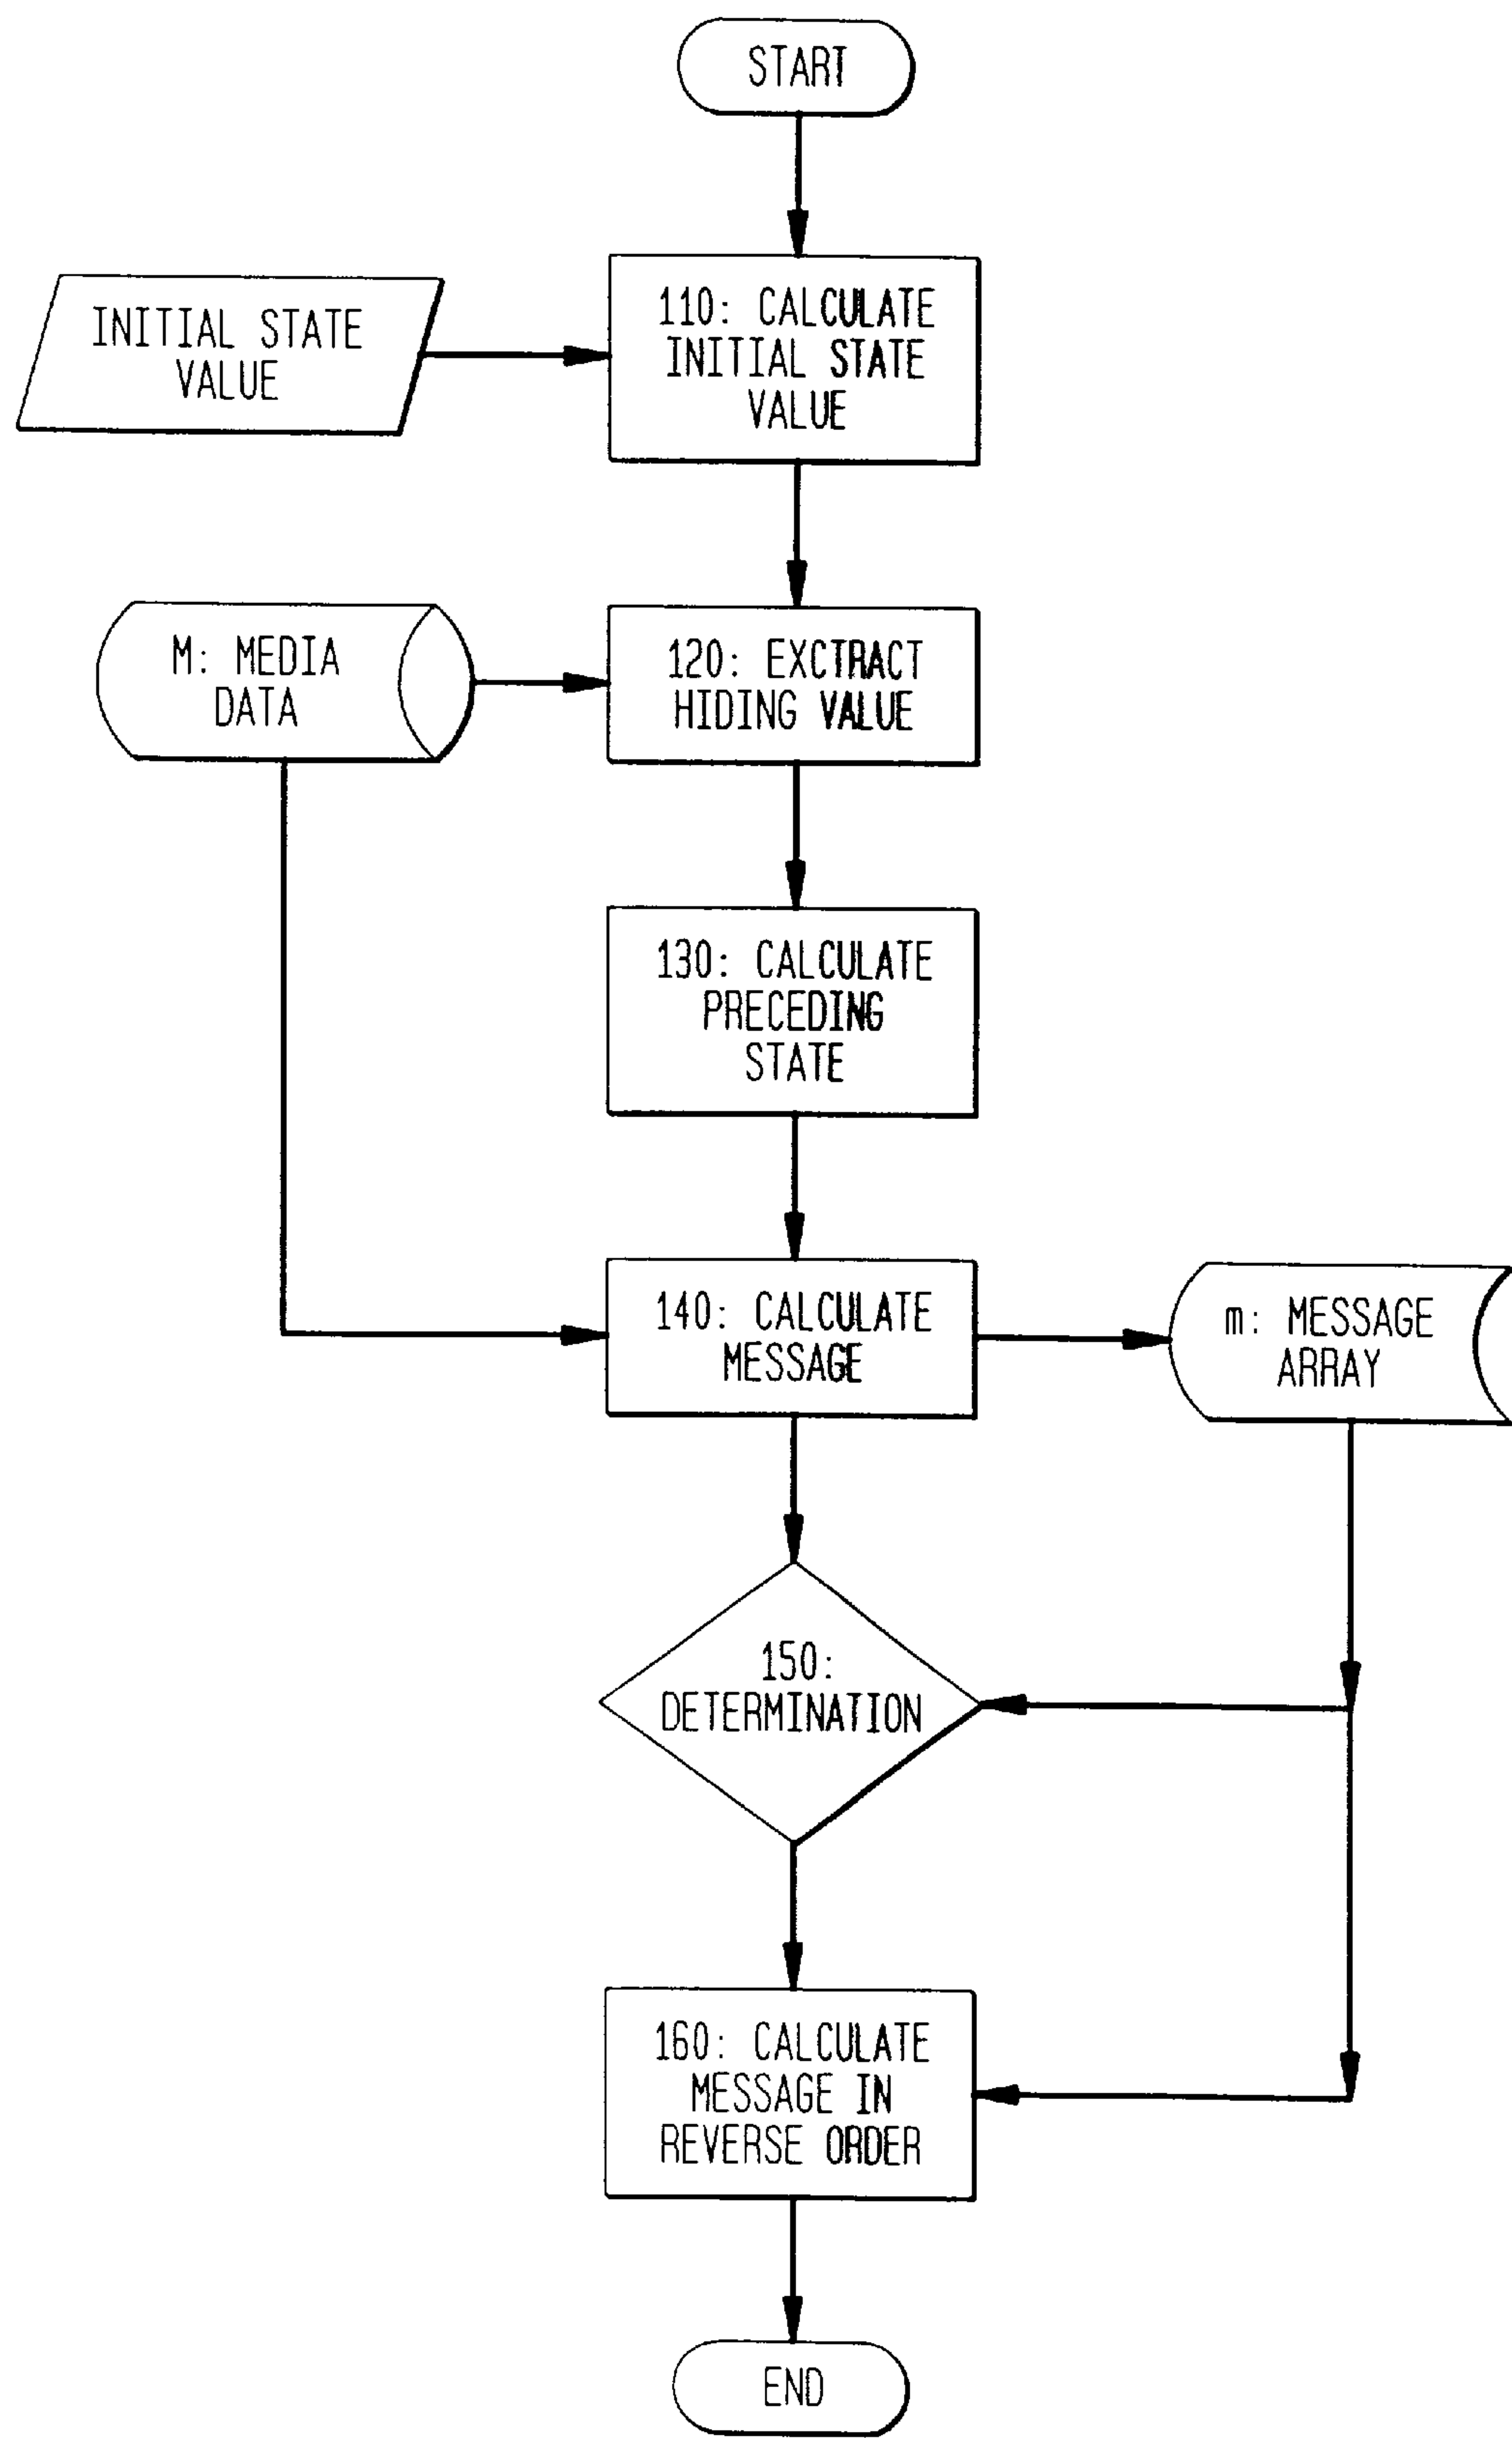 START
INITIAL STATE
VALUE
110: CALCULATE
INITIAL STATE
VALUE
M: MEDIA
DATA
120: EXCTRACT
HIDING VALUE
130: CALCULATE
PRECEDING
STATE
140: CALCULATE
MESSAGE
m: MESSAGE
ARRAY
150:
DETERMINATION
160: CALCULATE
MESSAGE IN
REVERSE ORDER
END